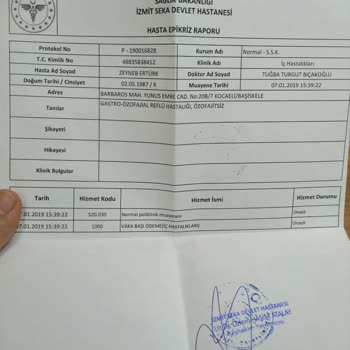 SAĞLIK BAKANLIĞI
İZMİT SEKA DEVLET HASTANESİ
HASTA EPİKRİZ RAPORU
Protokol No P - 190016828 Kurum Adı Normal - S.S.K.
T.C. Kimlik No 48835838412 Klinik Adı İç Hastalıkları
Hasta Ad Soyad ZEYNEB ERTÜRK Doktor Ad Soyad TUĞBA TURGUT BIÇAKOĞLU
Doğum Tarihi / Cinsiyet 02.05.1987 / K Muayene Tarihi 07.01.2019 15:39:22
Adres BARBAROS MAH. YUNUS EMRE CAD. No:20B/7 KOCAELİ/BAŞİSKELE
Tanılar GASTRO-ÖZOFAJİAL REFLÜ HASTALIĞI, ÖZOFAJİTSİZ
Şikayeti
Hikayesi
Klinik Bulgular
Tarih Hizmet Kodu Hizmet İsmi Hizmet Durumu
07.01.2019 15:39:22 520.030 Normal poliklinik muayenesi Onaylı
07.01.2019 15:39:22 1000 VAKA BAŞI ÖDEME(İÇ HASTALIKLARI) Onaylı
İZMİT SEKA DEVLET HASTANESİ